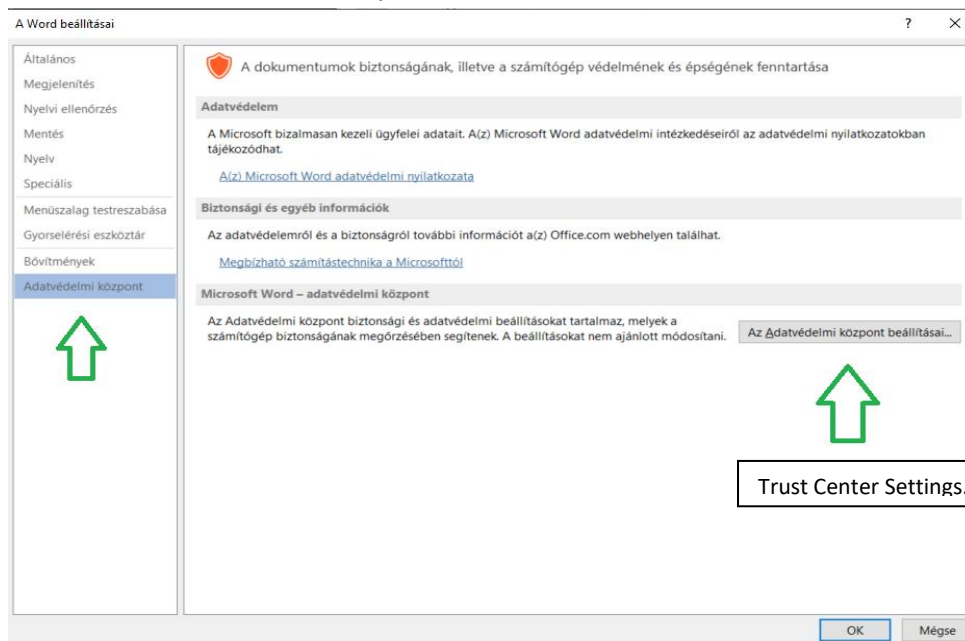 A Word beállításai
?
×
Általános
Megjelenítés
Nyelvi ellenőrzés
Mentés
Nyelv
Speciális
Menüszalag testreszabása
Gyorselérési eszköztár
Bővítmények
Adatvédelmi központ
A dokumentumok biztonságának, illetve a számítógép védelmének és épségének fenntartása
Adatvédelem
A Microsoft bizalmasan kezeli ügyfelei adatait. A(z) Microsoft Word adatvédelmi intézkedéseiről az adatvédelmi nyilatkozatokban
tájékozódhat.
A(z) Microsoft Word adatvédelmi nyilatkozata
Biztonsági és egyéb információk
Az adatvédelemről és a biztonságról további információt a(z) Office.com webhelyen találhat.
Megbízható számítástechnika a Microsofttól
Microsoft Word – adatvédelmi központ
Az Adatvédelmi központ biztonsági és adatvédelmi beállításokat tartalmaz, melyek a
számítógép biztonságának megőrzésében segítenek. A beállításokat nem ajánlott módosítani.
Az Adatvédelmi központ beállításai...
Trust Center Settings.
OK
Mégse